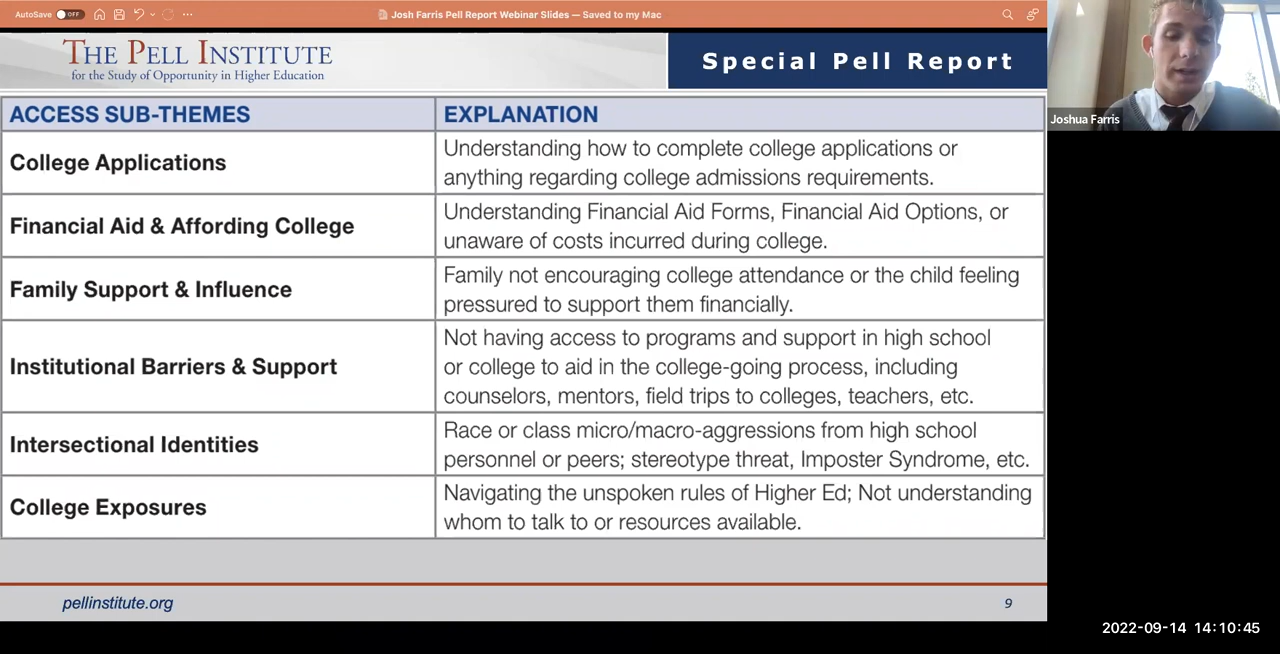 AutoSave OFF
Josh Farris Pell Report Webinar Slides — Saved to my Mac
THE PELL INSTITUTE
for the Study of Opportunity in Higher Education
Special Pell Report
ACCESS SUB-THEMES
EXPLANATION
College Applications
Understanding how to complete college applications or
anything regarding college admissions requirements.
Financial Aid & Affording College
Understanding Financial Aid Forms, Financial Aid Options, or
unaware of costs incurred during college.
Family Support & Influence
Family not encouraging college attendance or the child feeling
pressured to support them financially.
Institutional Barriers & Support
Not having access to programs and support in high school
or college to aid in the college-going process, including
counselors, mentors, field trips to colleges, teachers, etc.
Intersectional Identities
Race or class micro/macro-aggressions from high school
personnel or peers; stereotype threat, Imposter Syndrome, etc.
College Exposures
Navigating the unspoken rules of Higher Ed; Not understanding
whom to talk to or resources available.
pellinstitute.org
9
Joshua Farris
2022-09-14 14:10:45